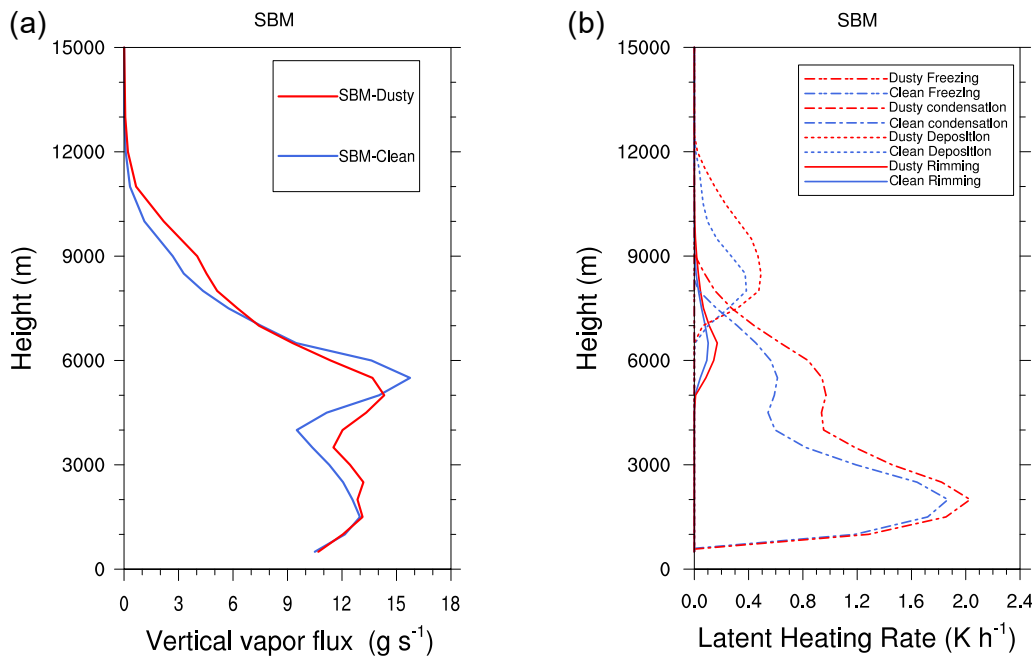 (a)
SBM
15000
12000
9000
6000
3000
0
Height (m)
SBM-Dusty
SBM-Clean
0 3 6 9 12 15 18
Vertical vapor flux (g s⁻¹)
(b)
SBM
15000
12000
9000
6000
3000
0
Height (m)
Dusty Freezing
Clean Freezing
Dusty condensation
Clean condensation
Dusty Deposition
Clean Deposition
Dusty Rimming
Clean Rimming
0.0 0.4 0.8 1.2 1.6 2.0 2.4
Latent Heating Rate (K h⁻¹)